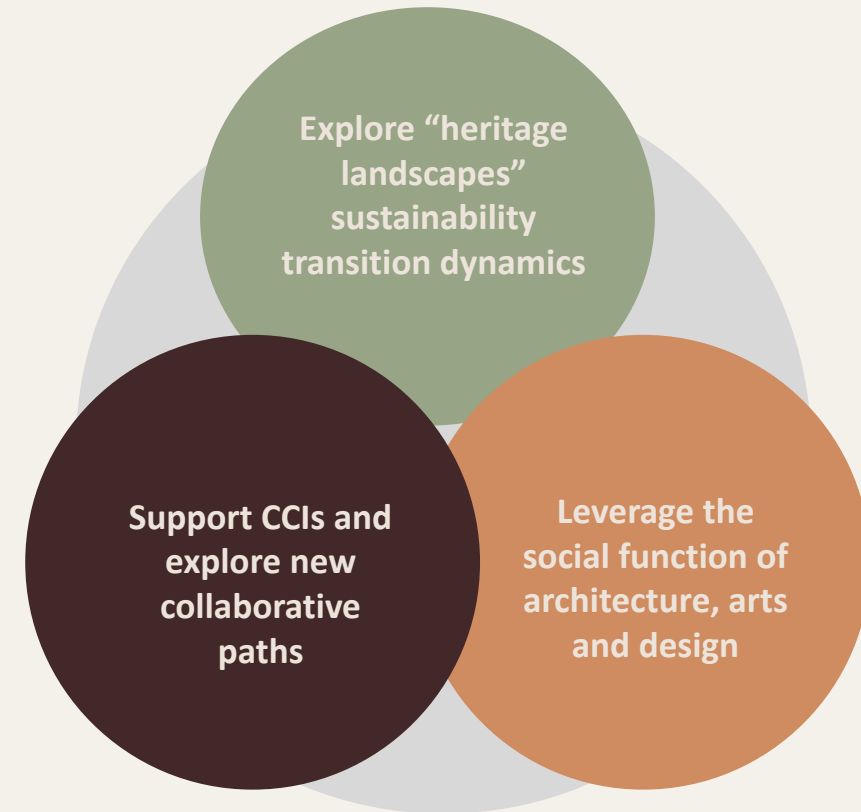 Explore “heritage
landscapes”
sustainability
transition dynamics
Support CCIs and
explore new
collaborative
paths
Leverage the
social function of
architecture, arts
and design